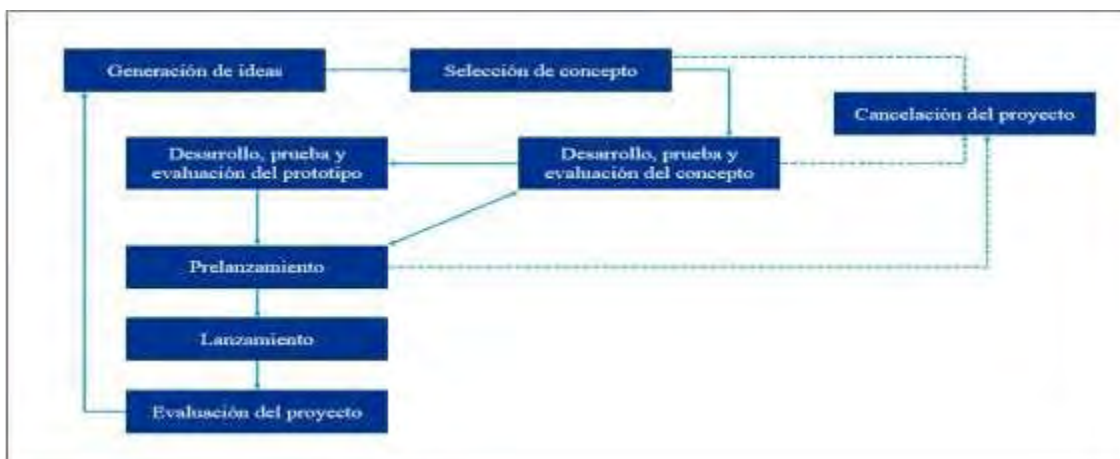 Generación de ideas
Selección de concepto
Cancelación del proyecto
Desarrollo, prueba y
evaluación del prototipo
Desarrollo, prueba y
evaluación del concepto
Prelanzamiento
Lanzamiento
Evaluación del proyecto